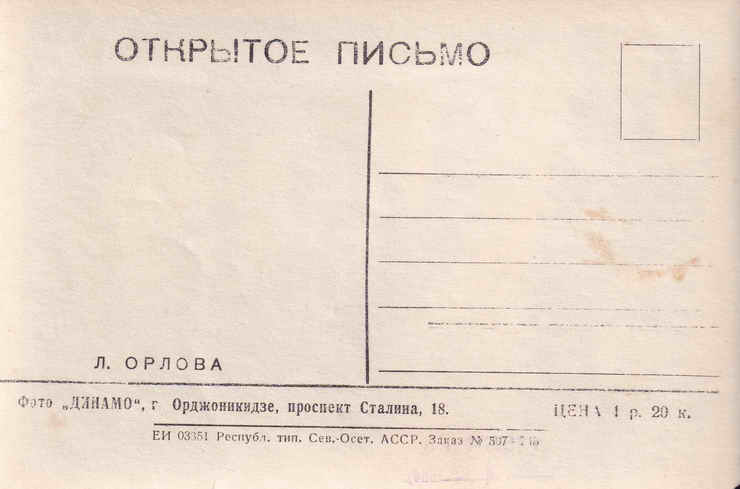 ОТКРЫТОЕ ПИСЬМО
Л. ОРЛОВА
Фото „ДИНАМО“, г Орджоникидзе, проспект Сталина, 18.
ЦЕНА 1 р. 20 к.
ЕИ 03351 Республ. тип. Сев.-Осет. АССР. Заказ №